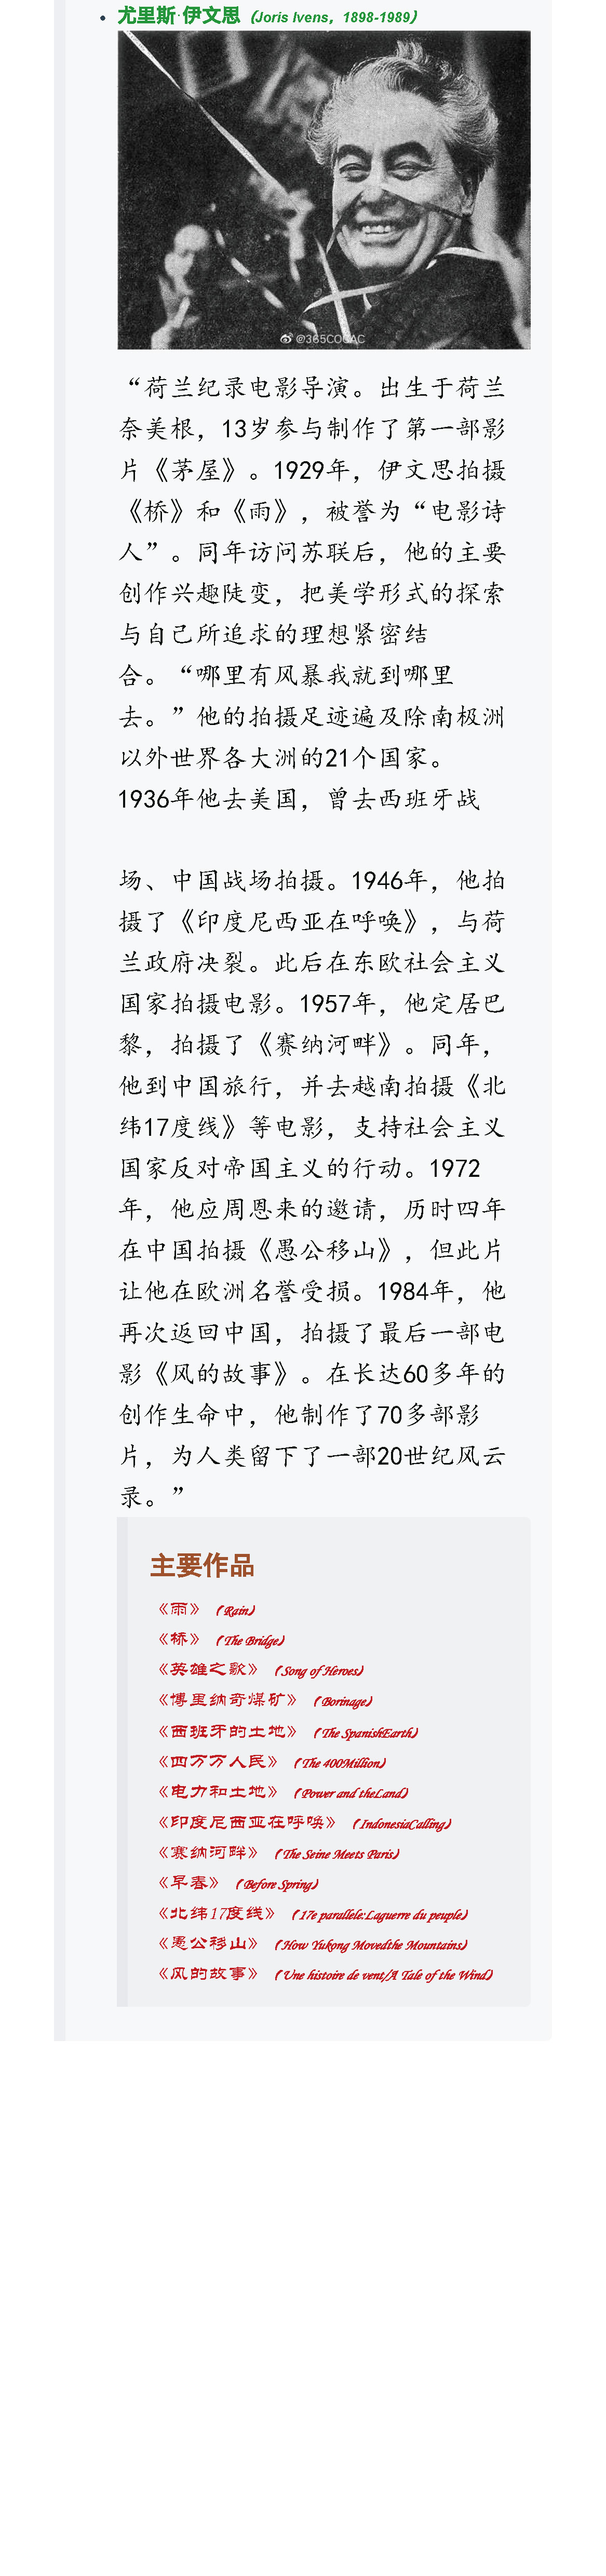 尤里斯·伊文思（Joris Ivens，1898-1989）
@365COCAC
“荷兰纪录电影导演。出生于荷兰
奈美根，13岁参与制作了第一部影
片《茅屋》。1929年，伊文思拍摄
《桥》和《雨》，被誉为“电影诗
人”。同年访问苏联后，他的主要
创作兴趣陡变，把美学形式的探索
与自己所追求的理想紧密结
合。“哪里有风暴我就到哪里
去。”他的拍摄足迹遍及除南极洲
以外世界各大洲的21个国家。
1936年他去美国，曾去西班牙战
场、中国战场拍摄。1946年，他拍
摄了《印度尼西亚在呼唤》，与荷
兰政府决裂。此后在东欧社会主义
国家拍摄电影。1957年，他定居巴
黎，拍摄了《赛纳河畔》。同年，
他到中国旅行，并去越南拍摄《北
纬17度线》等电影，支持社会主义
国家反对帝国主义的行动。1972
年，他应周恩来的邀请，历时四年
在中国拍摄《愚公移山》，但此片
让他在欧洲名誉受损。1984年，他
再次返回中国，拍摄了最后一部电
影《风的故事》。在长达60多年的
创作生命中，他制作了70多部影
片，为人类留下了一部20世纪风云
录。”
主要作品
《雨》（Rain）
《桥》（The Bridge）
《英雄之歌》（Song of Heroes）
《博里纳奇煤矿》（Borinage）
《西班牙的土地》（The SpanishEarth）
《四万万人民》（The 400Million）
《电力和土地》（Power and theLand）
《印度尼西亚在呼唤》（IndonesiaCalling）
《赛纳河畔》（The Seine Meets Paris）
《早春》（Before Spring）
《北纬17度线》（17e parallele:Laguerre du peuple）
《愚公移山》（How Yukong Movedthe Mountains）
《风的故事》（Une histoire de vent/A Tale of the Wind）